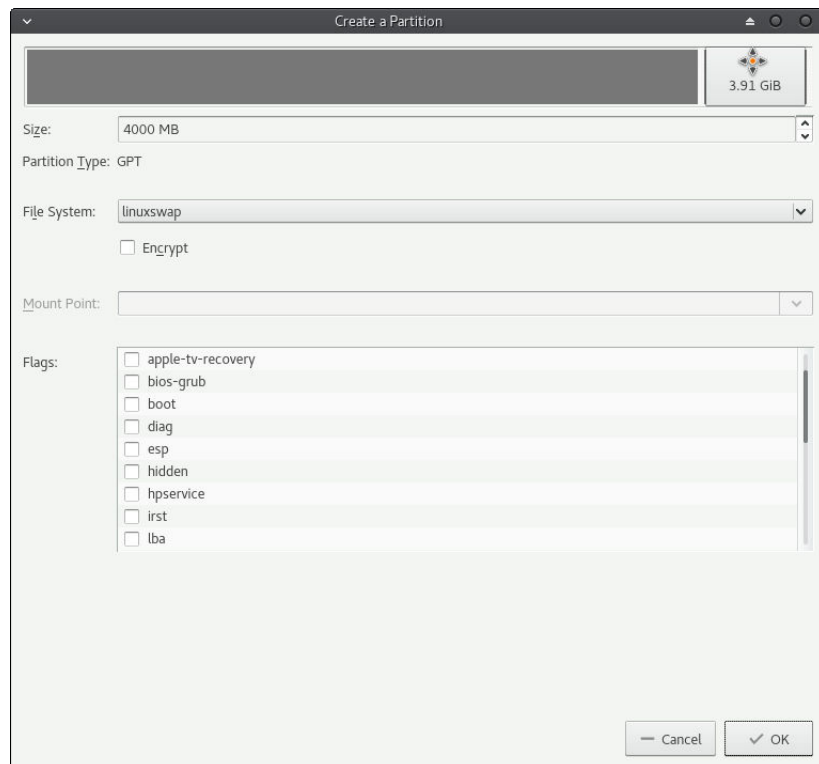 Create a Partition
3.91 GiB
Size: 4000 MB
Partition Type: GPT
File System: linuxswap
Encrypt
Mount Point:
Flags:
apple-tv-recovery
bios-grub
boot
diag
esp
hidden
hpservice
irst
lba
Cancel OK